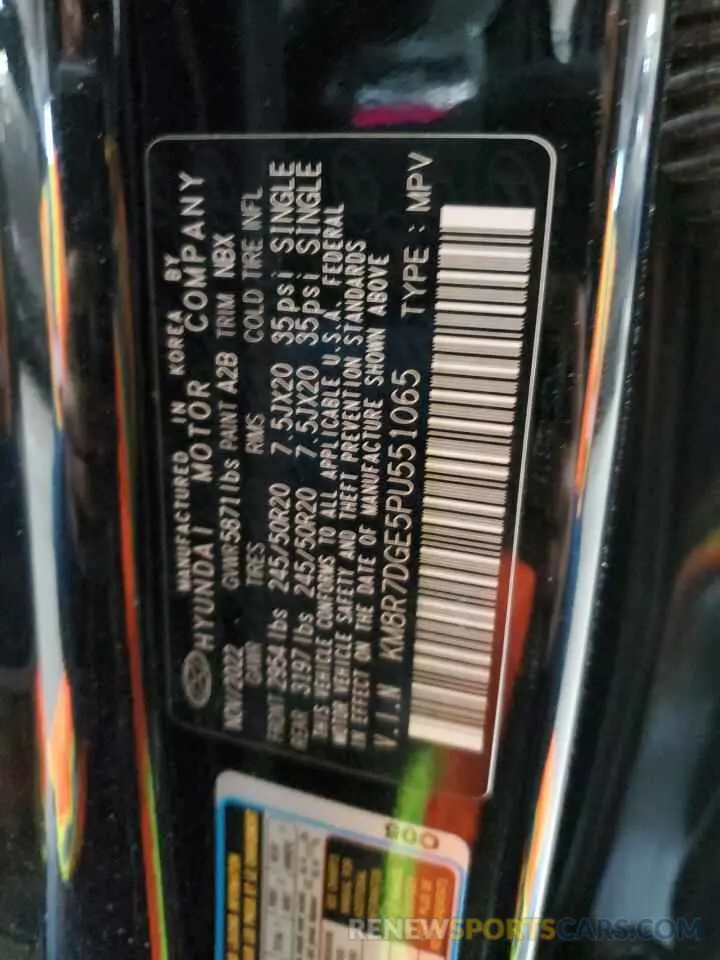 MANUFACTURED IN KOREA BY
HYUNDAI MOTOR COMPANY
NOV/2022 GVWR 5871 lbs PAINT A2B TRIM NBX
GAWR TIRES RIMS COLD TIRE INFL
FRONT 2954 lbs 245/50R20 7.5JX20 35psi SINGLE
REAR 3197 lbs 245/50R20 7.5JX20 35psi SINGLE
THIS VEHICLE CONFORMS TO ALL APPLICABLE U.S.A. FEDERAL
MOTOR VEHICLE SAFETY AND THEFT PREVENTION STANDARDS
IN EFFECT ON THE DATE OF MANUFACTURE SHOWN ABOVE
V.I.N KM8R7DGE5PU551065 TYPE : MPV
008
RENEWSPORTSCARS.COM